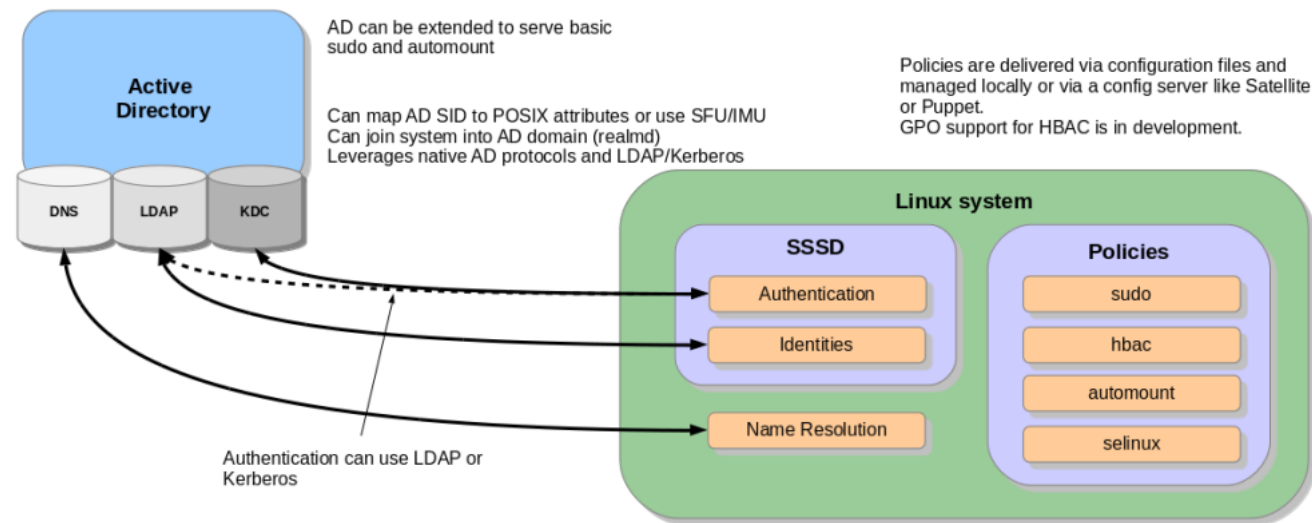 AD can be extended to serve basic
sudo and automount
Active
Directory
Can map AD SID to POSIX attributes or use SFU/IMU
Can join system into AD domain (realmd)
Leverages native AD protocols and LDAP/Kerberos
Policies are delivered via configuration files and
managed locally or via a config server like Satellite
or Puppet.
GPO support for HBAC is in development.
DNS
LDAP
KDC
Linux system
SSSD
Authentication
Identities
Name Resolution
Policies
sudo
hbac
automount
selinux
Authentication can use LDAP or
Kerberos